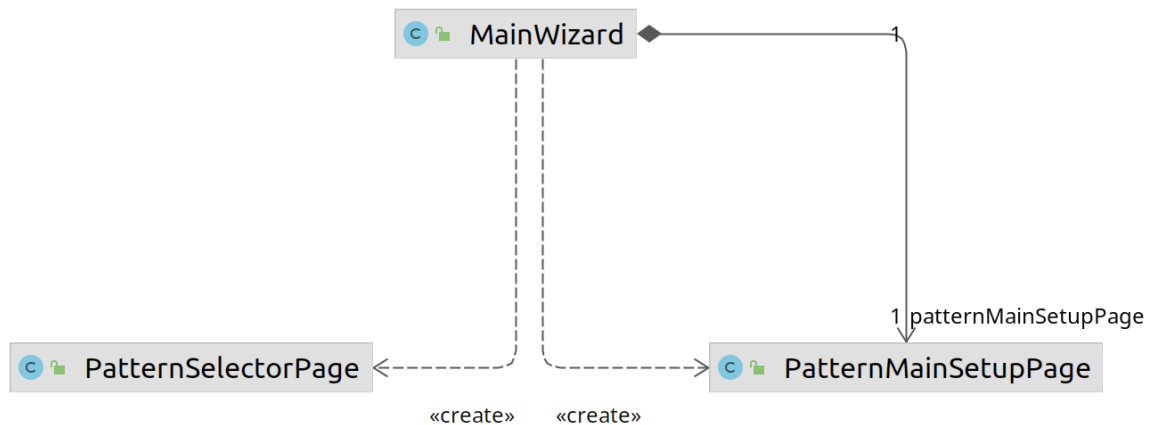 C MainWizard
1
1 patternMainSetupPage
C PatternSelectorPage
C PatternMainSetupPage
«create» «create»